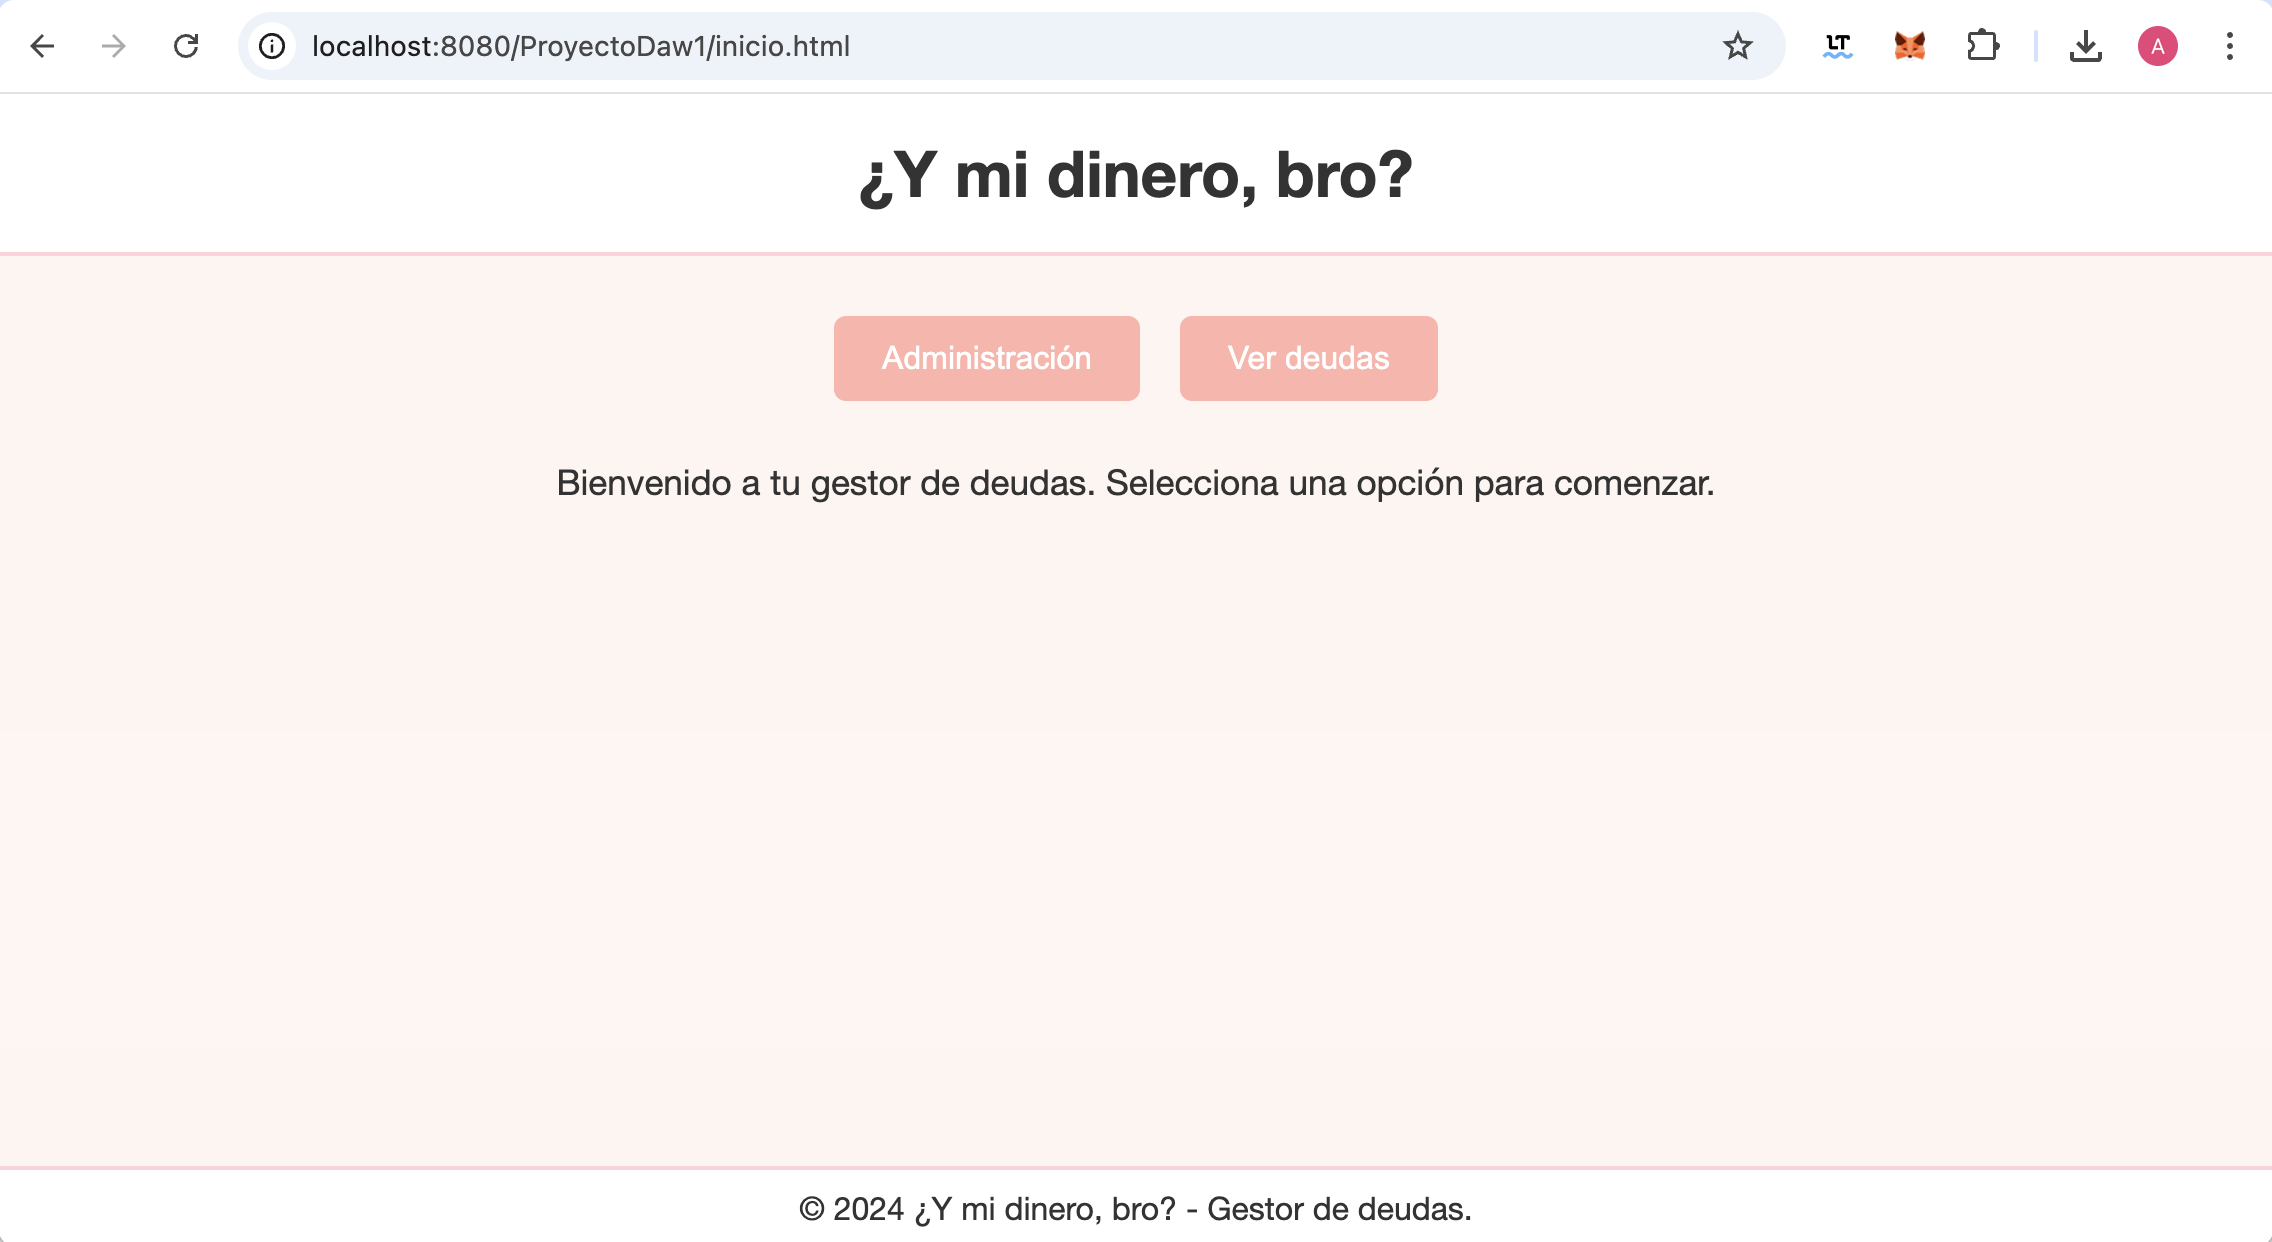 localhost:8080/ProyectoDaw1/inicio.html
LT
A
¿Y mi dinero, bro?
Administración
Ver deudas
Bienvenido a tu gestor de deudas. Selecciona una opción para comenzar.
© 2024 ¿Y mi dinero, bro? - Gestor de deudas.